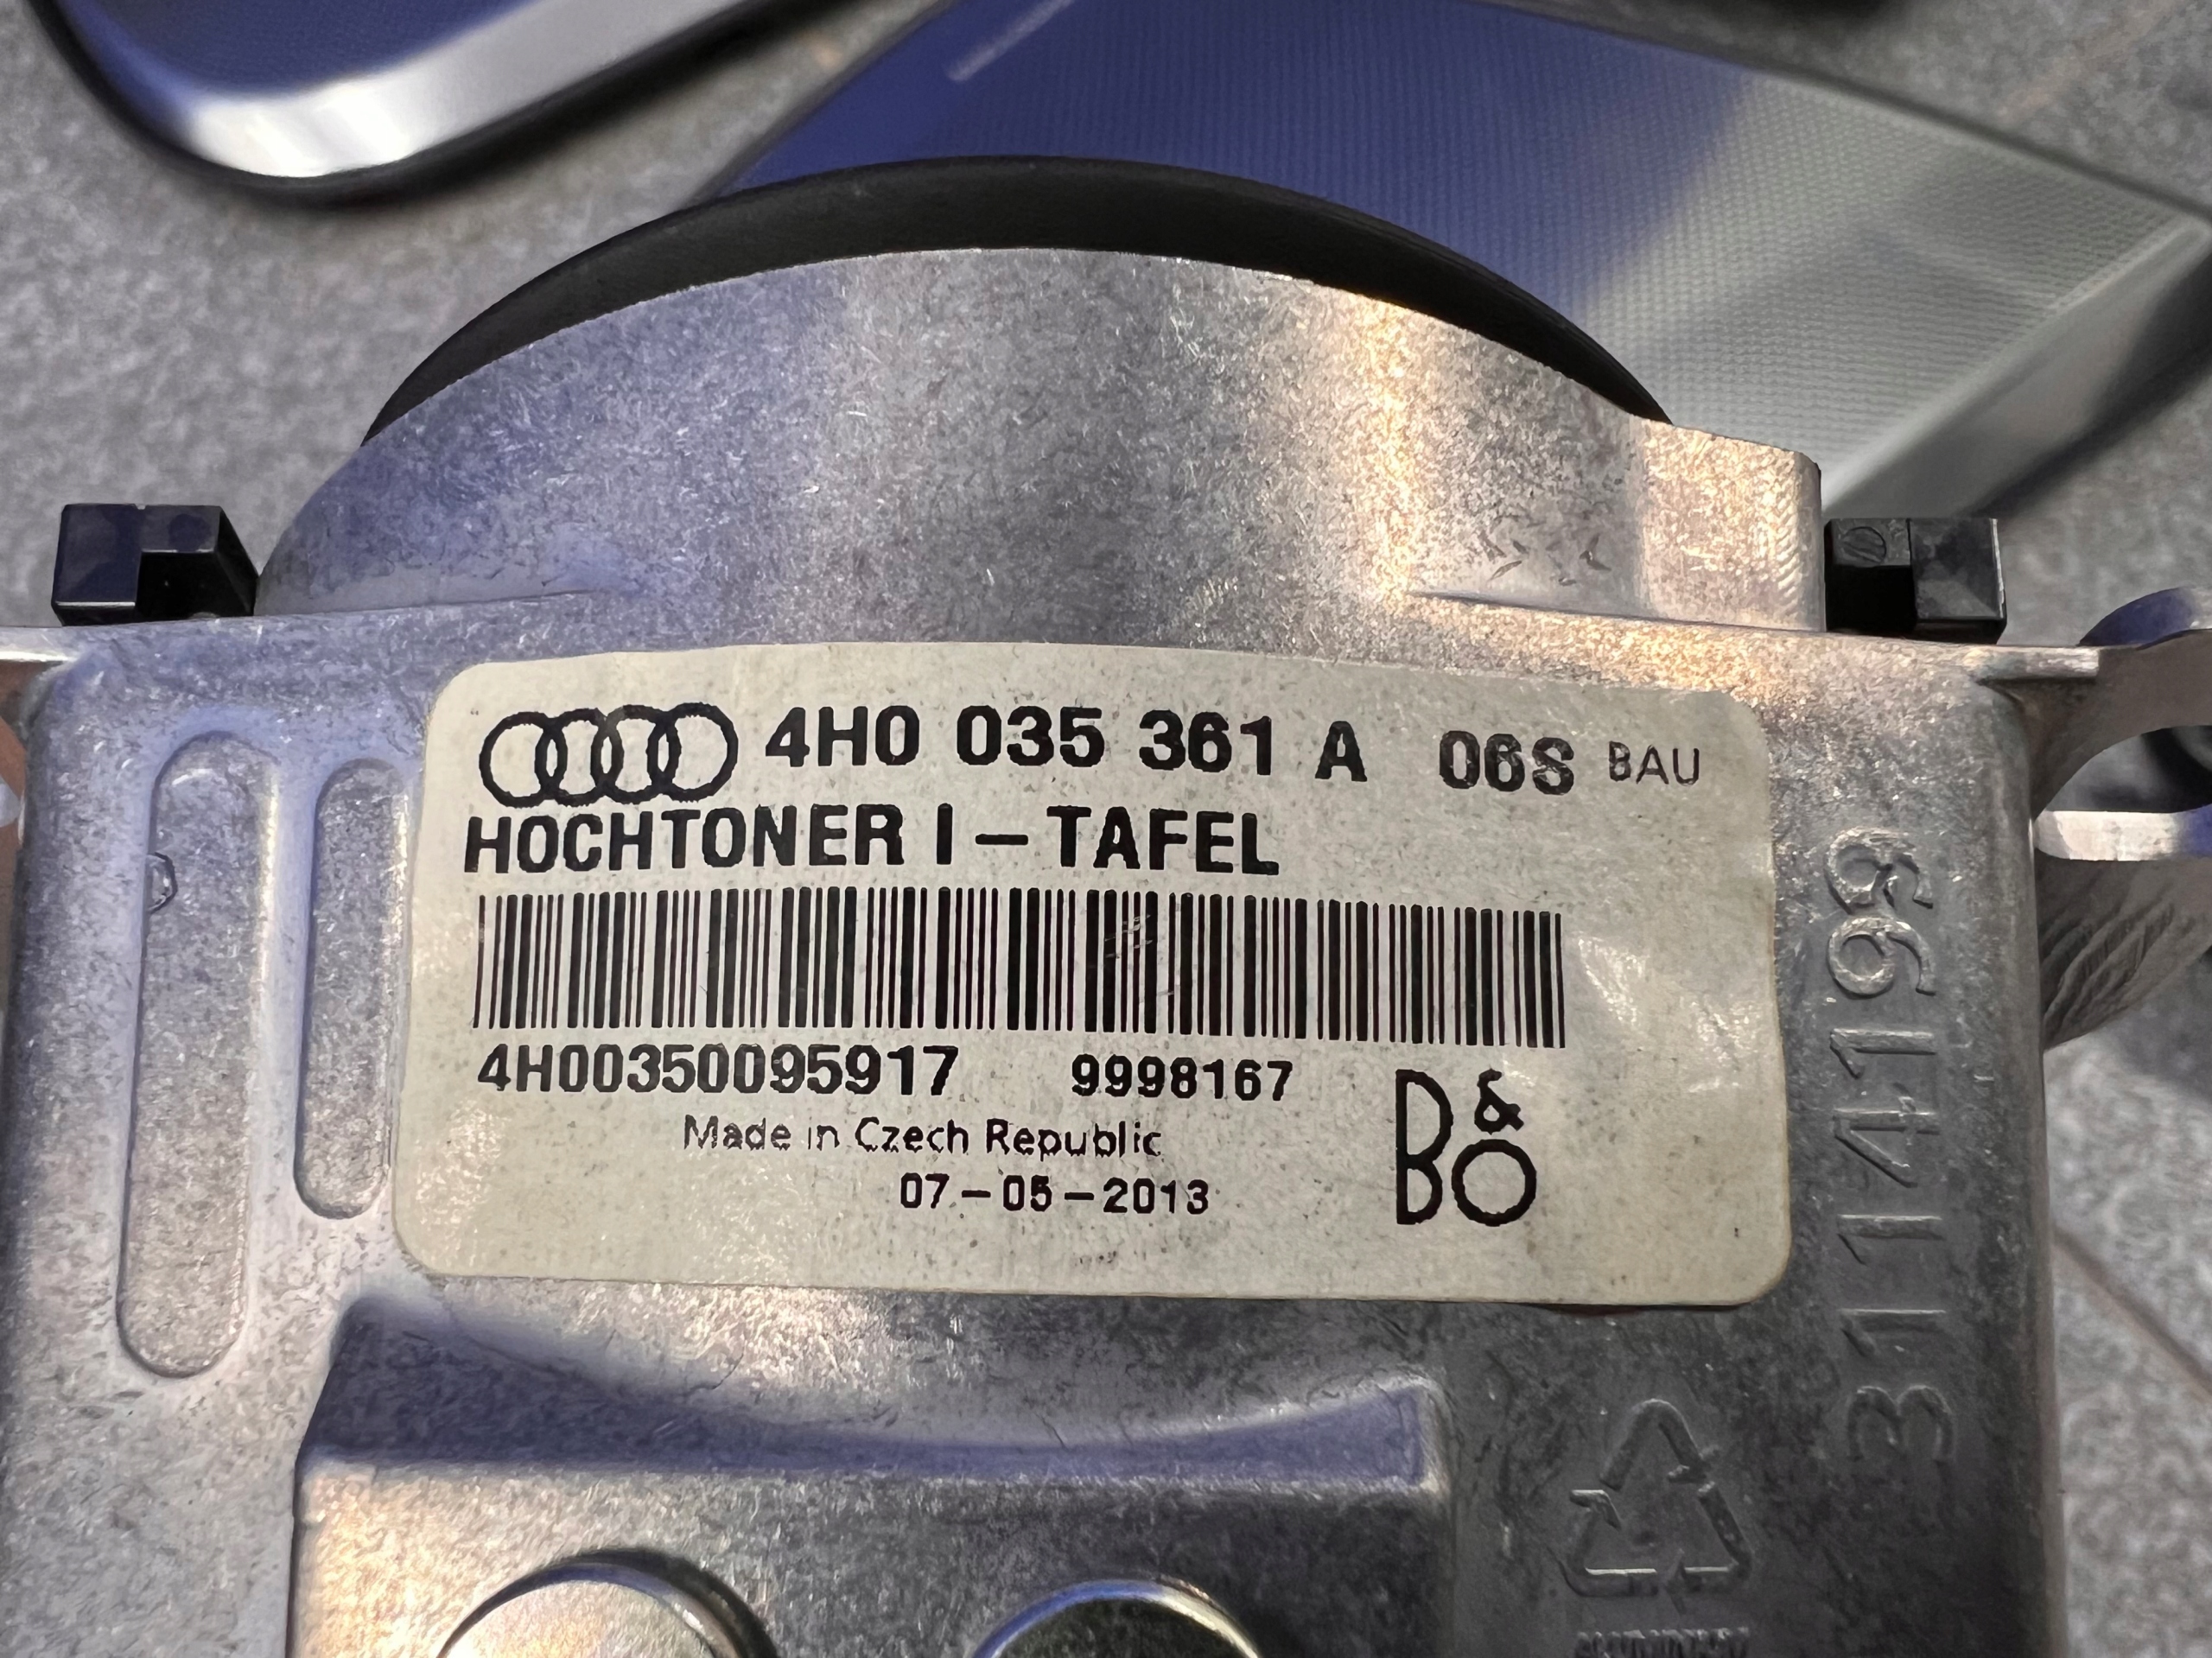 4H0 035 361 A 06S BAU
HOCHTONER I – TAFEL
4H00350095917 9998167
Made in Czech Republic
07-05-2013
B&O
3114199